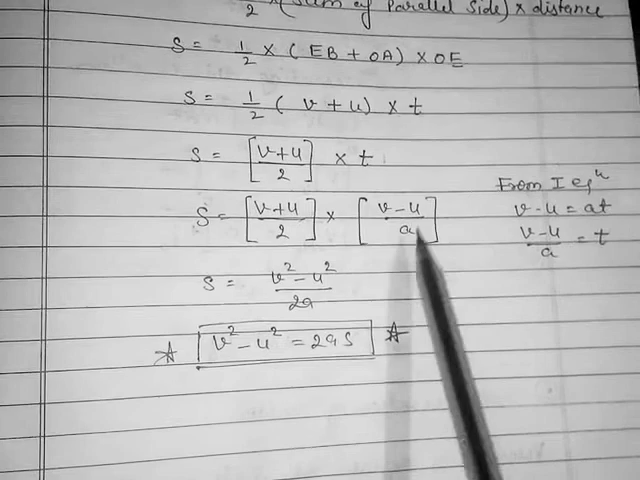 1/2 × (Sum of Parallel Side) × distance
S = 1/2 × (EB + OA) × OE
S = 1/2 (v + u) × t
S = [v+u/2] × t
S = [v+u/2] × [v-u/a]
S = v² - u²/2a
☆ v² - u² = 2aS ☆
From I eqⁿ
v - u = at
v-u/a = t